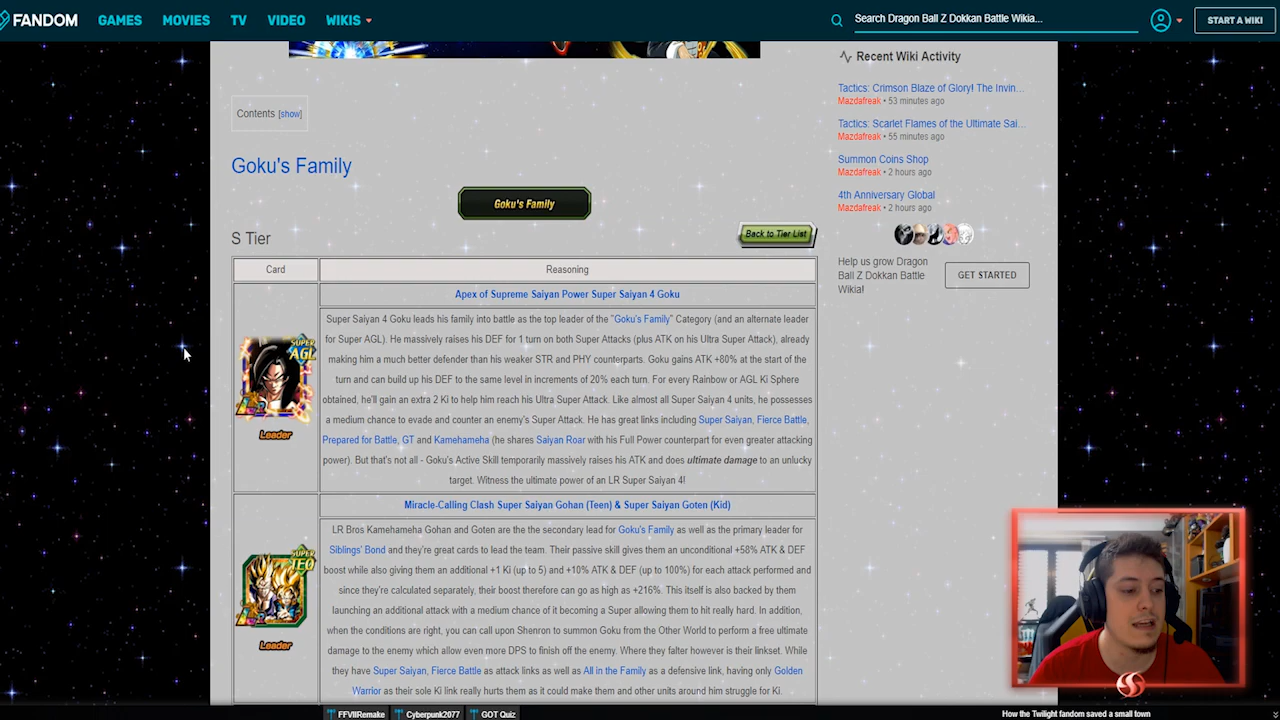 FANDOM GAMES MOVIES TV VIDEO WIKIS Search Dragon Ball Z Dokkan Battle Wikia... START A WIKI
Contents [show]
Goku's Family
Goku's Family
S Tier Back to Tier List
Card Reasoning
Apex of Supreme Saiyan Power Super Saiyan 4 Goku
SUPER AGL
Leader
Super Saiyan 4 Goku leads his family into battle as the top leader of the "Goku's Family" Category (and an alternate leader
for Super AGL). He massively raises his DEF for 1 turn on both Super Attacks (plus ATK on his Ultra Super Attack), already
making him a much better defender than his weaker STR and PHY counterparts. Goku gains ATK +80% at the start of the
turn and can build up his DEF to the same level in increments of 20% each turn. For every Rainbow or AGL Ki Sphere
obtained, he'll gain an extra 2 Ki to help him reach his Ultra Super Attack. Like almost all Super Saiyan 4 units, he possesses
a medium chance to evade and counter an enemy's Super Attack. He has great links including Super Saiyan, Fierce Battle,
Prepared for Battle, GT and Kamehameha (he shares Saiyan Roar with his Full Power counterpart for even greater attacking
power). But that's not all - Goku's Active Skill temporarily massively raises his ATK and does ultimate damage to an unlucky
target. Witness the ultimate power of an LR Super Saiyan 4!
Miracle-Calling Clash Super Saiyan Gohan (Teen) & Super Saiyan Goten (Kid)
SUPER TEQ
Leader
LR Bros Kamehameha Gohan and Goten are the the secondary lead for Goku's Family as well as the primary leader for
Siblings' Bond and they're great cards to lead the team. Their passive skill gives them an unconditional +58% ATK & DEF
boost while also giving them an additional +1 Ki (up to 5) and +10% ATK & DEF (up to 100%) for each attack performed and
since they're calculated separately, their boost therefore can go as high as +216%. This itself is also backed by them
launching an additional attack with a medium chance of it becoming a Super allowing them to hit really hard. In addition,
when the conditions are right, you can call upon Shenron to summon Goku from the Other World to perform a free ultimate
damage to the enemy which allow even more DPS to finish off the enemy. Where they falter however is their linkset. While
they have Super Saiyan, Fierce Battle as attack links as well as All in the Family as a defensive link, having only Golden
Warrior as their sole Ki link really hurts them as it could make them and other units around him struggle for Ki.
Recent Wiki Activity
Tactics: Crimson Blaze of Glory! The Invin...
Mazdafreak • 53 minutes ago
Tactics: Scarlet Flames of the Ultimate Sai...
Mazdafreak • 55 minutes ago
Summon Coins Shop
Mazdafreak • 2 hours ago
4th Anniversary Global
Mazdafreak • 2 hours ago
Help us grow Dragon
Ball Z Dokkan Battle
Wikia!
GET STARTED
FFVIIRemake Cyberpunk2077 GOT Quiz How the Twilight fandom saved a small town